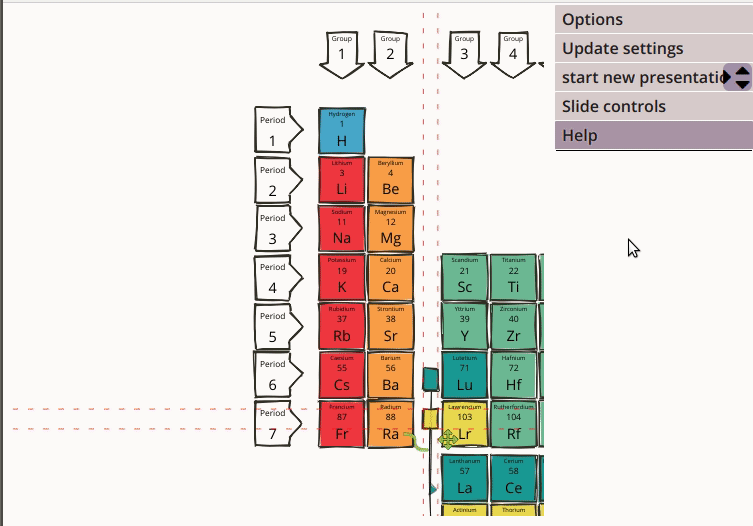 Options
Update settings
start new presentatio
Slide controls
Help
Group Group Group Group
1 2 3 4
Period
1
Hydrogen
1
H
Period
2
Lithium Beryllium
3 4
Li Be
Period
3
Sodium Magnesium
11 12
Na Mg
Period
4
Potassium Calcium Scandium Titanium
19 20 21 22
K Ca Sc Ti
Period
5
Rubidium Strontium Yttrium Zirconium
37 38 39 40
Rb Sr Y Zr
Period
6
Caesium Barium Lutetium Hafnium
55 56 71 72
Cs Ba Lu Hf
Period
7
Francium Radium Lawrencium Rutherfordium
87 88 103 104
Fr Ra Lr Rf
Lanthanum Cerium
57 58
La Ce
Actinium Thorium